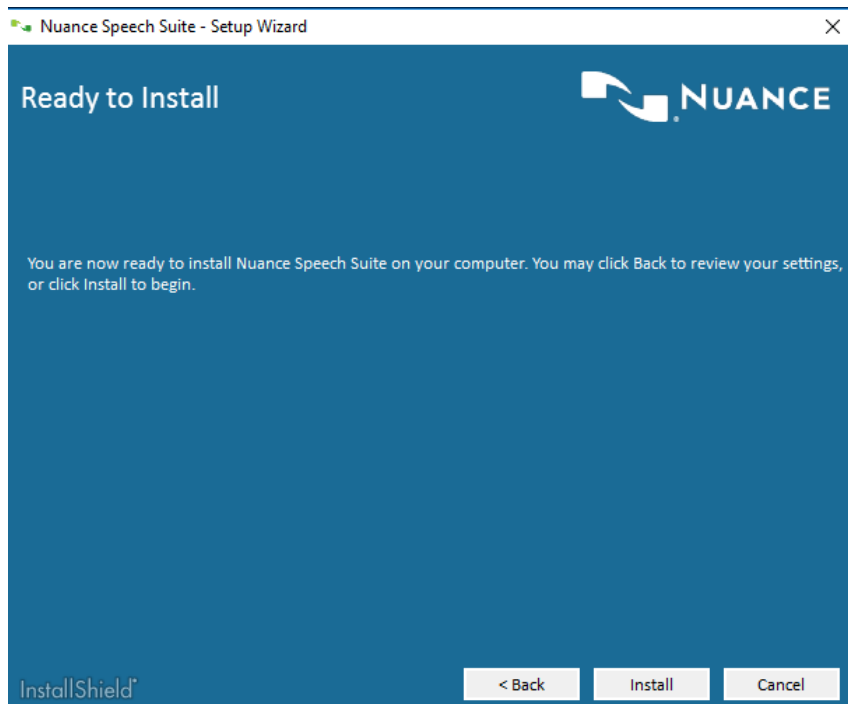 Nuance Speech Suite - Setup Wizard
Ready to Install
NUANCE
You are now ready to install Nuance Speech Suite on your computer. You may click Back to review your settings,
or click Install to begin.
InstallShield
< Back
Install
Cancel